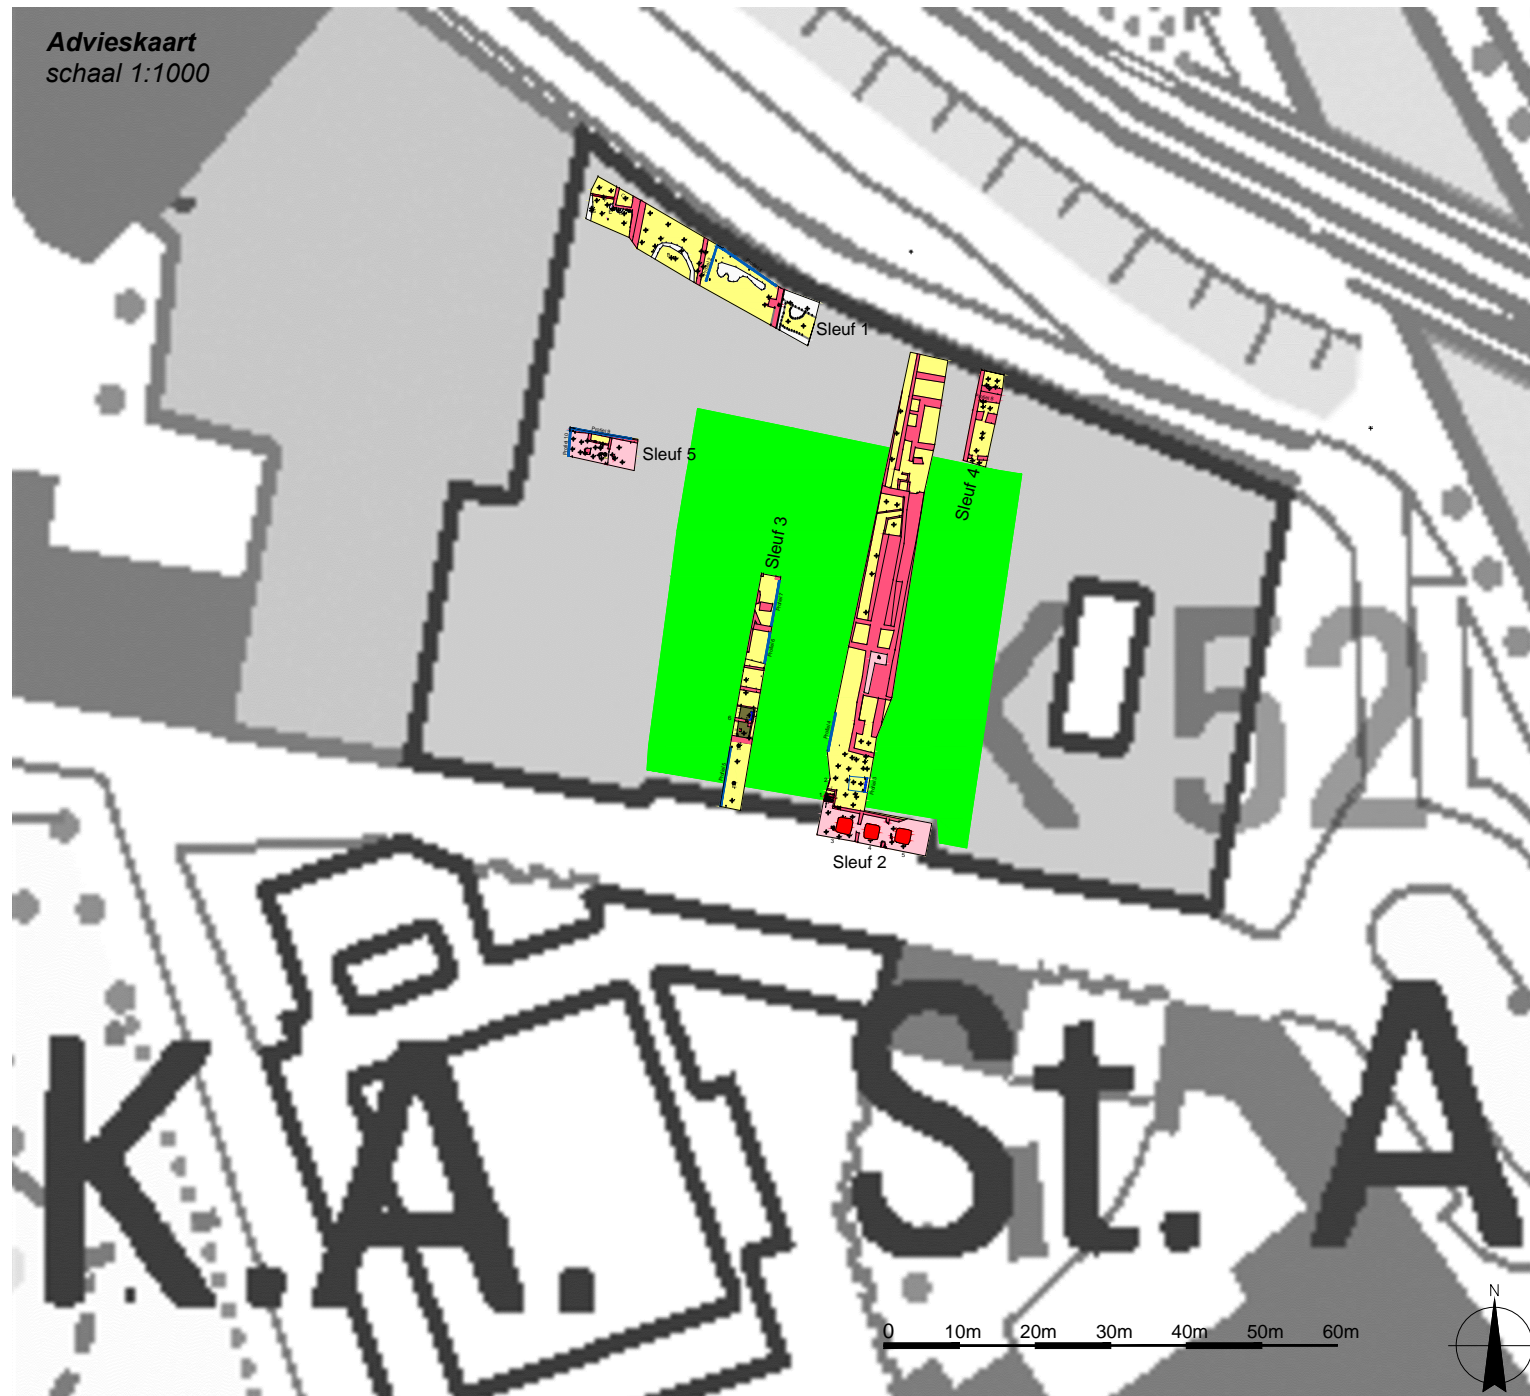 Advieskaart
schaal 1:1000
Sleuf 1
Sleuf 5
Sleuf 4
Sleuf 3
K 52
Sleuf 2
K.A.
St. A
N
0 10m 20m 30m 40m 50m 60m